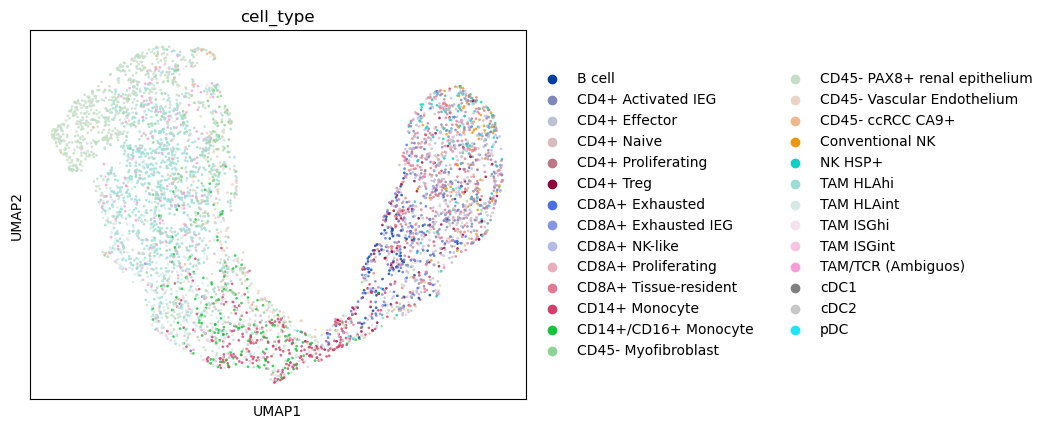 cell_type
UMAP2
UMAP1
B cell
CD4+ Activated IEG
CD4+ Effector
CD4+ Naive
CD4+ Proliferating
CD4+ Treg
CD8A+ Exhausted
CD8A+ Exhausted IEG
CD8A+ NK-like
CD8A+ Proliferating
CD8A+ Tissue-resident
CD14+ Monocyte
CD14+/CD16+ Monocyte
CD45- Myofibroblast
CD45- PAX8+ renal epithelium
CD45- Vascular Endothelium
CD45- ccRCC CA9+
Conventional NK
NK HSP+
TAM HLAhi
TAM HLAint
TAM ISGhi
TAM ISGint
TAM/TCR (Ambiguos)
cDC1
cDC2
pDC